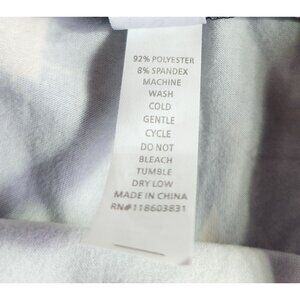 92% POLYESTER
8% SPANDEX
MACHINE
WASH
COLD
GENTLE
CYCLE
DO NOT
BLEACH
TUMBLE
DRY LOW
MADE IN CHINA
RN#118603831